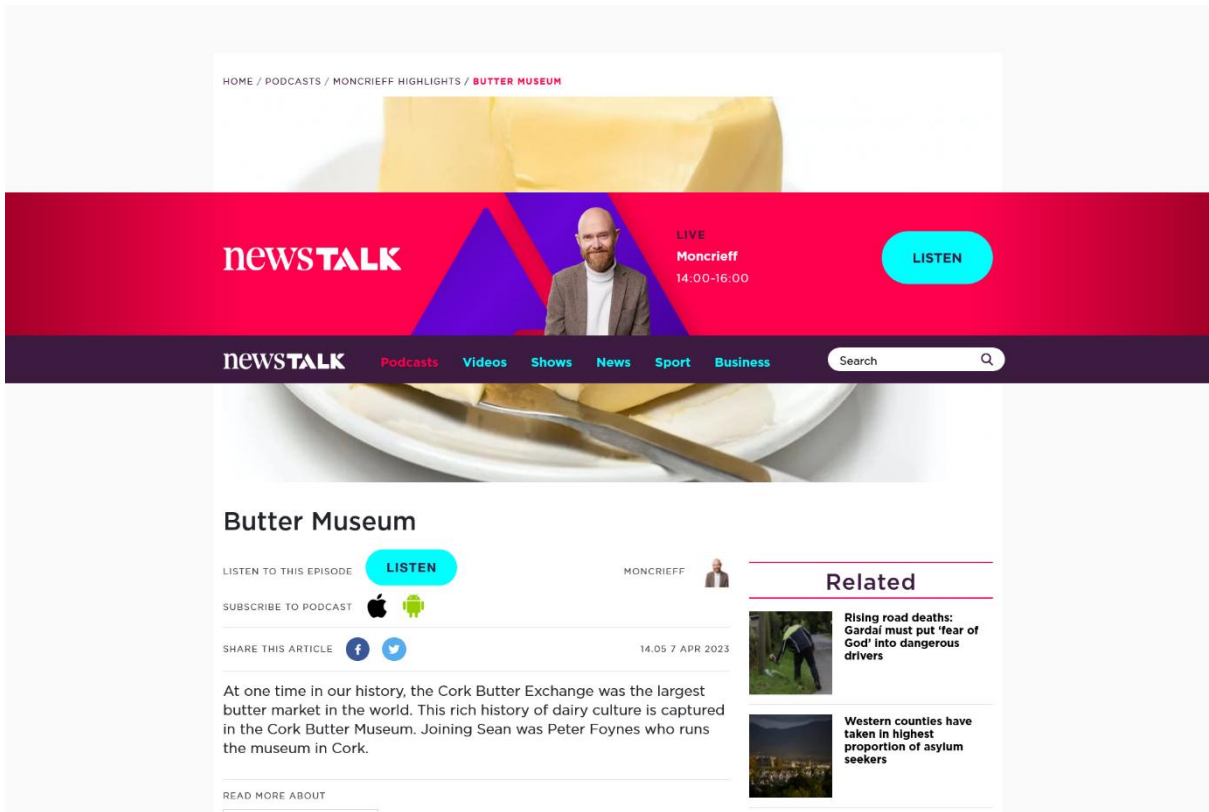 HOME / PODCASTS / MONCRIEFF HIGHLIGHTS / BUTTER MUSEUM
newsTALK
LIVE
Moncrieff
14:00-16:00
LISTEN
newsTALK
Podcasts
Videos
Shows
News
Sport
Business
Search
Butter Museum
LISTEN TO THIS EPISODE
LISTEN
MONCRIEFF
SUBSCRIBE TO PODCAST
SHARE THIS ARTICLE
14.05 7 APR 2023
At one time in our history, the Cork Butter Exchange was the largest
butter market in the world. This rich history of dairy culture is captured
in the Cork Butter Museum. Joining Sean was Peter Foynes who runs
the museum in Cork.
READ MORE ABOUT
Related
Rising road deaths:
Gardaí must put ‘fear of
God’ into dangerous
drivers
Western counties have
taken in highest
proportion of asylum
seekers